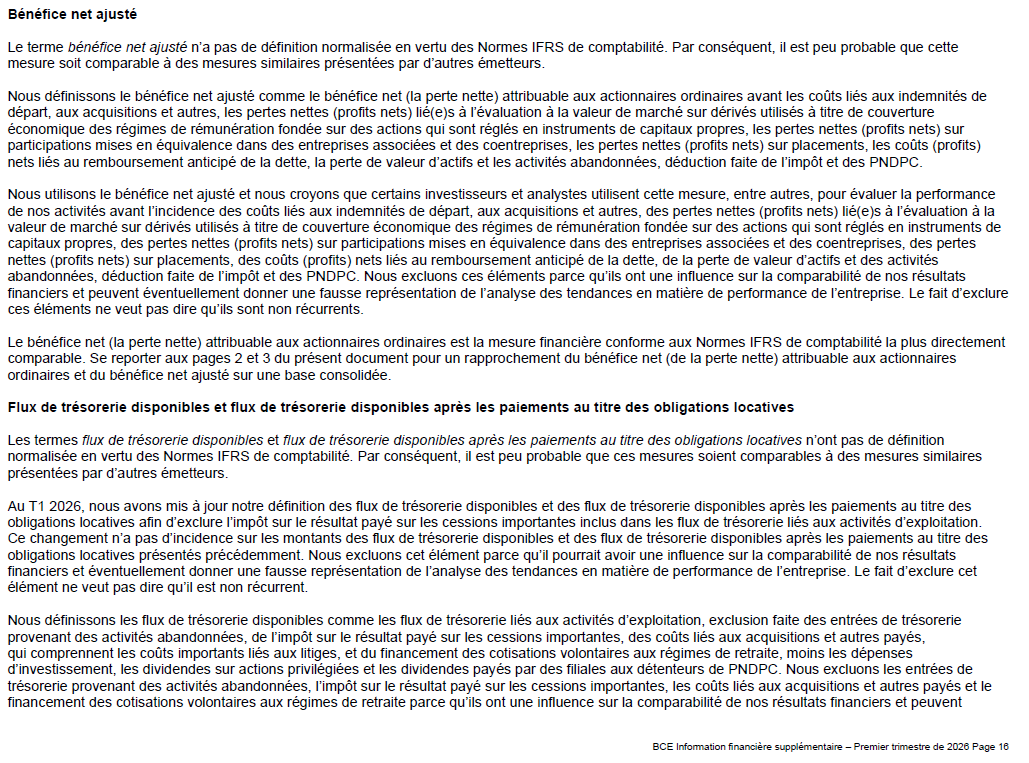 Bénéfice net ajusté
Le terme bénéfice net ajusté n’a pas de définition normalisée en vertu des Normes IFRS de comptabilité. Par conséquent, il est peu probable que cette
mesure soit comparable à des mesures similaires présentées par d’autres émetteurs.
Nous définissons le bénéfice net ajusté comme le bénéfice net (la perte nette) attribuable aux actionnaires ordinaires avant les coûts liés aux indemnités de
départ, aux acquisitions et autres, les pertes nettes (profits nets) lié(e)s à l’évaluation à la valeur de marché sur dérivés utilisés à titre de couverture
économique des régimes de rémunération fondée sur des actions qui sont réglés en instruments de capitaux propres, les pertes nettes (profits nets) sur
participations mises en équivalence dans des entreprises associées et des coentreprises, les pertes nettes (profits nets) sur placements, les coûts (profits)
nets liés au remboursement anticipé de la dette, la perte de valeur d’actifs et les activités abandonnées, déduction faite de l’impôt et des PNDPC.
Nous utilisons le bénéfice net ajusté et nous croyons que certains investisseurs et analystes utilisent cette mesure, entre autres, pour évaluer la performance
de nos activités avant l’incidence des coûts liés aux indemnités de départ, aux acquisitions et autres, des pertes nettes (profits nets) lié(e)s à l’évaluation à la
valeur de marché sur dérivés utilisés à titre de couverture économique des régimes de rémunération fondée sur des actions qui sont réglés en instruments de
capitaux propres, des pertes nettes (profits nets) sur participations mises en équivalence dans des entreprises associées et des coentreprises, des pertes
nettes (profits nets) sur placements, des coûts (profits) nets liés au remboursement anticipé de la dette, de la perte de valeur d’actifs et des activités
abandonnées, déduction faite de l’impôt et des PNDPC. Nous excluons ces éléments parce qu’ils ont une influence sur la comparabilité de nos résultats
financiers et peuvent éventuellement donner une fausse représentation de l’analyse des tendances en matière de performance de l’entreprise. Le fait d’exclure
ces éléments ne veut pas dire qu’ils sont non récurrents.
Le bénéfice net (la perte nette) attribuable aux actionnaires ordinaires est la mesure financière conforme aux Normes IFRS de comptabilité la plus directement
comparable. Se reporter aux pages 2 et 3 du présent document pour un rapprochement du bénéfice net (de la perte nette) attribuable aux actionnaires
ordinaires et du bénéfice net ajusté sur une base consolidée.
Flux de trésorerie disponibles et flux de trésorerie disponibles après les paiements au titre des obligations locatives
Les termes flux de trésorerie disponibles et flux de trésorerie disponibles après les paiements au titre des obligations locatives n’ont pas de définition
normalisée en vertu des Normes IFRS de comptabilité. Par conséquent, il est peu probable que ces mesures soient comparables à des mesures similaires
présentées par d’autres émetteurs.
Au T1 2026, nous avons mis à jour notre définition des flux de trésorerie disponibles et des flux de trésorerie disponibles après les paiements au titre des
obligations locatives afin d’exclure l’impôt sur le résultat payé sur les cessions importantes inclus dans les flux de trésorerie liés aux activités d’exploitation.
Ce changement n’a pas d’incidence sur les montants des flux de trésorerie disponibles et des flux de trésorerie disponibles après les paiements au titre des
obligations locatives présentés précédemment. Nous excluons cet élément parce qu’il pourrait avoir une influence sur la comparabilité de nos résultats
financiers et éventuellement donner une fausse représentation de l’analyse des tendances en matière de performance de l’entreprise. Le fait d’exclure cet
élément ne veut pas dire qu’il est non récurrent.
Nous définissons les flux de trésorerie disponibles comme les flux de trésorerie liés aux activités d’exploitation, exclusion faite des entrées de trésorerie
provenant des activités abandonnées, de l’impôt sur le résultat payé sur les cessions importantes, des coûts liés aux acquisitions et autres payés,
qui comprennent les coûts importants liés aux litiges, et du financement des cotisations volontaires aux régimes de retraite, moins les dépenses
d’investissement, les dividendes sur actions privilégiées et les dividendes payés par des filiales aux détenteurs de PNDPC. Nous excluons les entrées de
trésorerie provenant des activités abandonnées, l’impôt sur le résultat payé sur les cessions importantes, les coûts liés aux acquisitions et autres payés et le
financement des cotisations volontaires aux régimes de retraite parce qu’ils ont une influence sur la comparabilité de nos résultats financiers et peuvent
BCE Information financière supplémentaire – Premier trimestre de 2026 Page 16